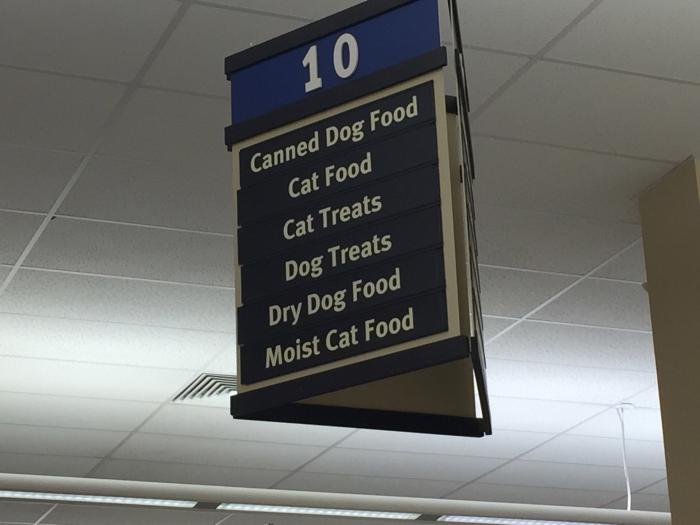 10
Canned Dog Food
Cat Food
Cat Treats
Dog Treats
Dry Dog Food
Moist Cat Food